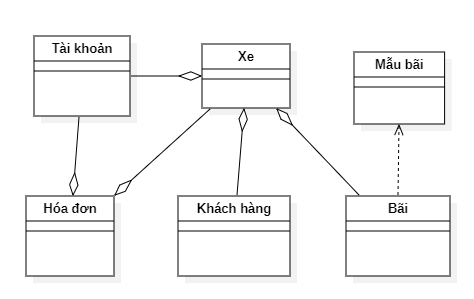 Tài khoản
Xe
Mẫu bãi
Hóa đơn
Khách hàng
Bãi